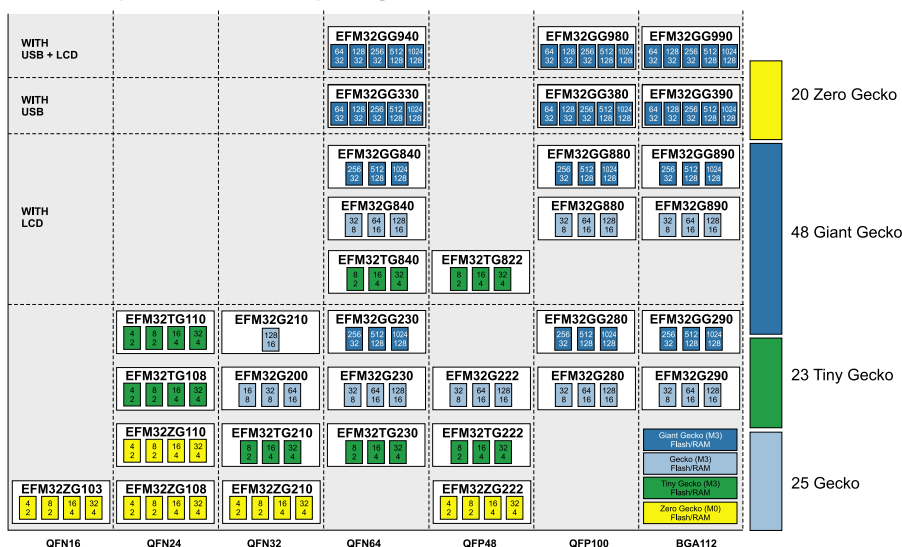 WITH
USB + LCD
EFM32GG940
64 128 256 512 1024
32 32 32 128 128
EFM32GG980
64 128 256 512 1024
32 32 32 128 128
EFM32GG990
64 128 256 512 1024
32 32 32 128 128
WITH
USB
EFM32GG330
64 128 256 512 1024
32 32 32 128 128
EFM32GG380
64 128 256 512 1024
32 32 32 128 128
EFM32GG390
64 128 256 512 1024
32 32 32 128 128
WITH
LCD
EFM32GG840
256 512 1024
32 128 128
EFM32GG880
256 512 1024
32 128 128
EFM32GG890
256 512 1024
32 128 128
EFM32G840
32 64 128
8 16 16
EFM32G880
32 64 128
8 16 16
EFM32G890
32 64 128
8 16 16
EFM32TG840
8 16 32
2 4 4
EFM32TG822
8 16 32
2 4 4
EFM32TG110
4 8 16 32
2 2 4 4
EFM32G210
128
16
EFM32GG230
256 512 1024
32 128 128
EFM32GG280
256 512 1024
32 128 128
EFM32GG290
256 512 1024
32 128 128
EFM32TG108
4 8 16 32
2 2 4 4
EFM32G200
16 32 64
8 8 16
EFM32G230
32 64 128
8 16 16
EFM32G222
32 64 128
8 16 16
EFM32G280
32 64 128
8 16 16
EFM32G290
32 64 128
8 16 16
EFM32ZG110
4 8 16 32
2 2 4 4
EFM32TG210
8 16 32
2 4 4
EFM32TG230
8 16 32
2 4 4
EFM32TG222
8 16 32
2 4 4
Giant Gecko (M3)
Flash/RAM
Gecko (M3)
Flash/RAM
Tiny Gecko (M3)
Flash/RAM
Zero Gecko (M0)
Flash/RAM
EFM32ZG103
4 8 16 32
2 2 4 4
EFM32ZG108
4 8 16 32
2 2 4 4
EFM32ZG210
4 8 16 32
2 2 4 4
EFM32ZG222
4 8 16 32
2 2 4 4
QFN16 QFN24 QFN32 QFN64 QFP48 QFP100 BGA112
20 Zero Gecko
48 Giant Gecko
23 Tiny Gecko
25 Gecko